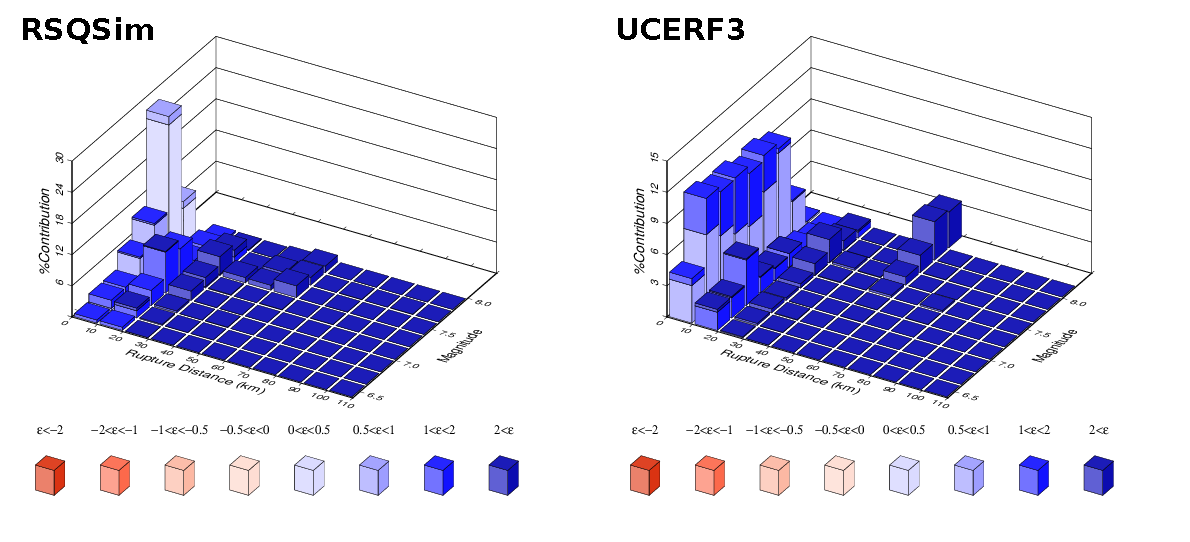 RSQSim
%Contribution
30
24
18
12
6
0
10
20
30
40
50
60
70
80
90
100
110
Rupture Distance (km)
6.5
7.0
7.5
8.0
Magnitude
ε<−2
−2<ε<−1
−1<ε<−0.5
−0.5<ε<0
0<ε<0.5
0.5<ε<1
1<ε<2
2<ε
UCERF3
%Contribution
15
12
9
6
3
0
10
20
30
40
50
60
70
80
90
100
110
Rupture Distance (km)
6.5
7.0
7.5
8.0
Magnitude
ε<−2
−2<ε<−1
−1<ε<−0.5
−0.5<ε<0
0<ε<0.5
0.5<ε<1
1<ε<2
2<ε